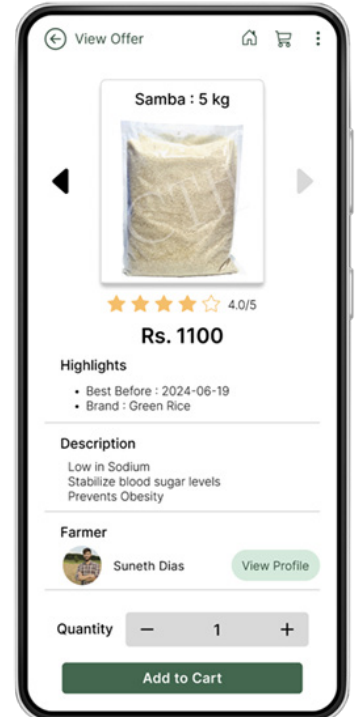 View Offer
Samba : 5 kg
4.0/5
Rs. 1100
Highlights
• Best Before : 2024-06-19
• Brand : Green Rice
Description
Low in Sodium
Stabilize blood sugar levels
Prevents Obesity
Farmer
Suneth Dias
View Profile
Quantity
−
1
+
Add to Cart